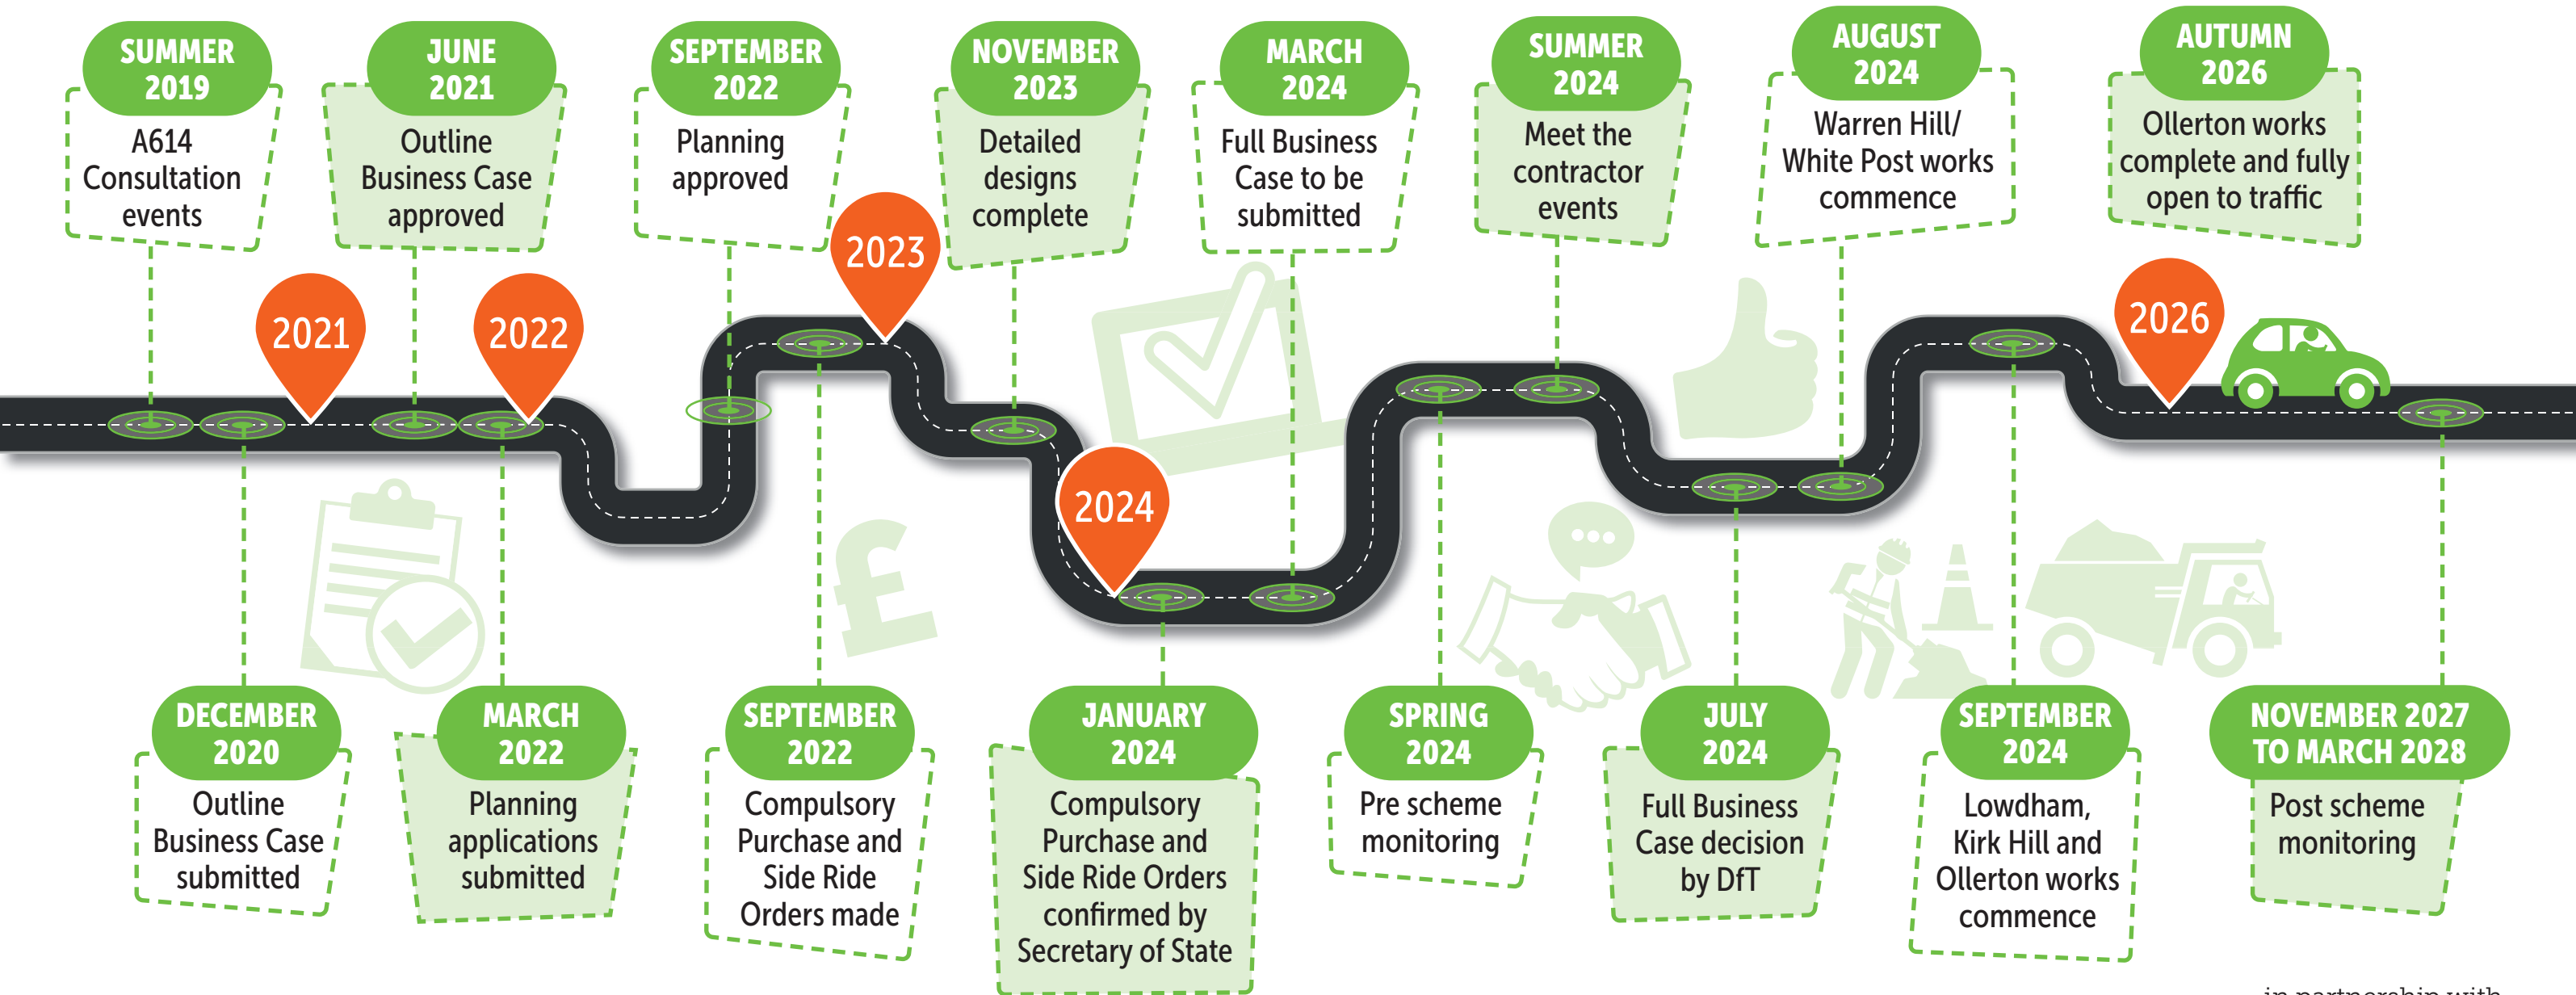 SUMMER
2019
A614
Consultation
events
JUNE
2021
Outline
Business Case
approved
SEPTEMBER
2022
Planning
approved
NOVEMBER
2023
Detailed
designs
complete
MARCH
2024
Full Business
Case to be
submitted
SUMMER
2024
Meet the
contractor
events
AUGUST
2024
Warren Hill/
White Post works
commence
AUTUMN
2026
Ollerton works
complete and fully
open to traffic
2021
2022
2023
2024
2026
£
DECEMBER
2020
Outline
Business Case
submitted
MARCH
2022
Planning
applications
submitted
SEPTEMBER
2022
Compulsory
Purchase and
Side Ride
Orders made
JANUARY
2024
Compulsory
Purchase and
Side Ride Orders
confirmed by
Secretary of State
SPRING
2024
Pre scheme
monitoring
JULY
2024
Full Business
Case decision
by DfT
SEPTEMBER
2024
Lowdham,
Kirk Hill and
Ollerton works
commence
NOVEMBER 2027
TO MARCH 2028
Post scheme
monitoring
in partnership with